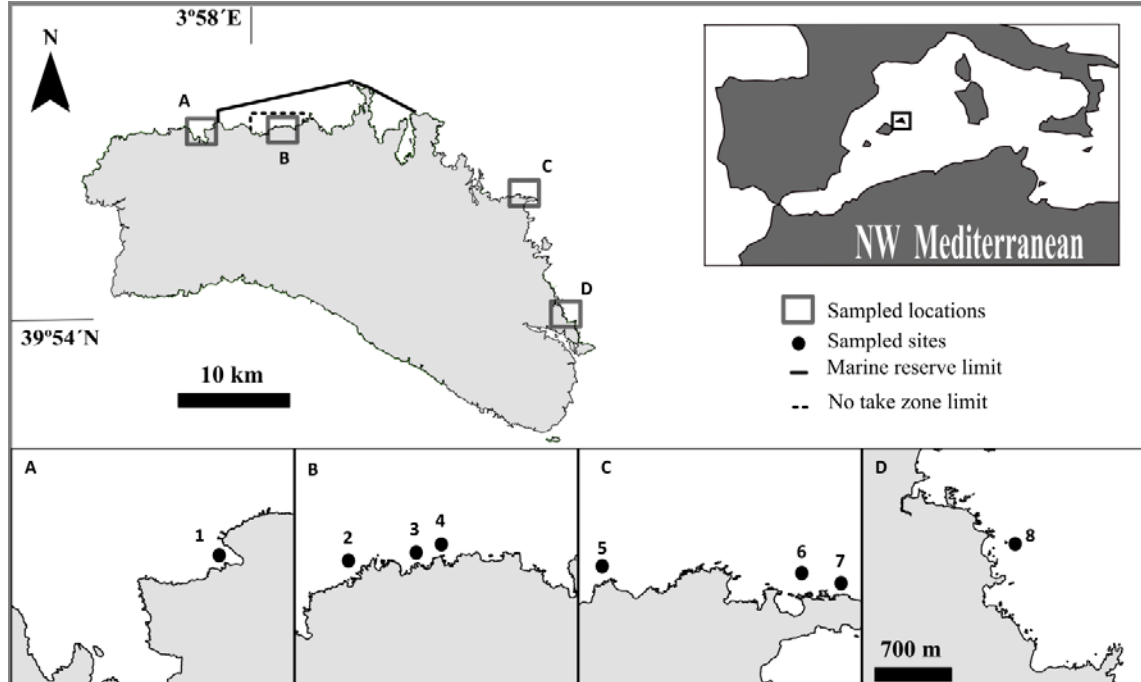 3º58´E
N
A
B
C
D
39º54´N
10 km
NW Mediterranean
Sampled locations
Sampled sites
Marine reserve limit
No take zone limit
A
1
B
2
3
4
C
5
6
7
D
8
700 m